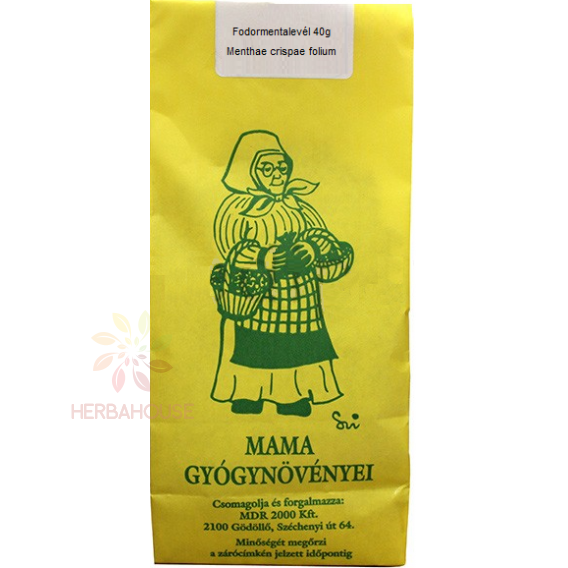 Fodormentalevél 40g
Menthae crispae folium
HERBAHOUSE
MAMA
GYÓGYNÖVÉNYEI
Csomagolja és forgalmazza:
MDR 2000 Kft.
2100 Gödöllő, Széchenyi út 64.
Minőségét megőrzi
a zárócímkén jelzett időpontig